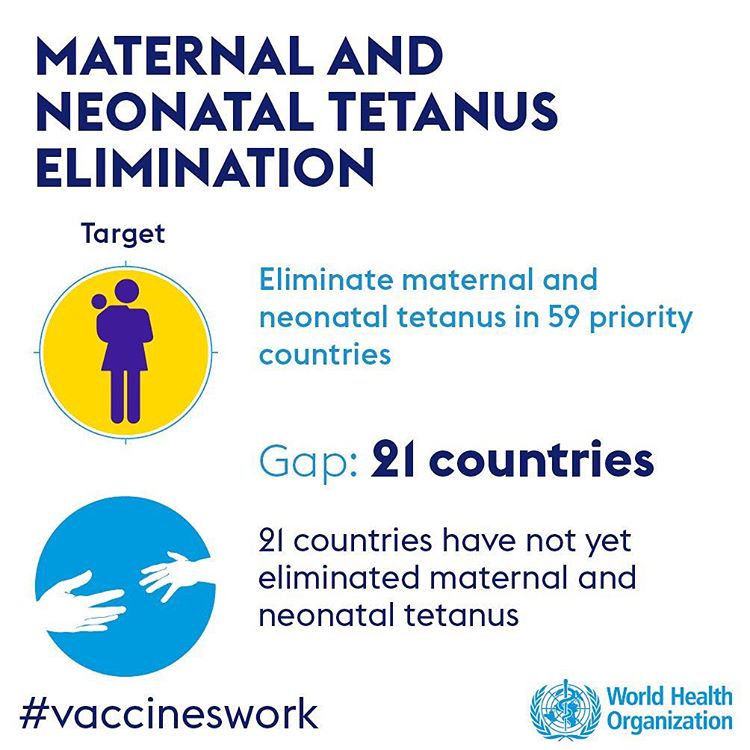 MATERNAL AND
NEONATAL TETANUS
ELIMINATION
Target
Eliminate maternal and
neonatal tetanus in 59 priority
countries
Gap: 21 countries
21 countries have not yet
eliminated maternal and
neonatal tetanus
#vaccineswork
World Health
Organization